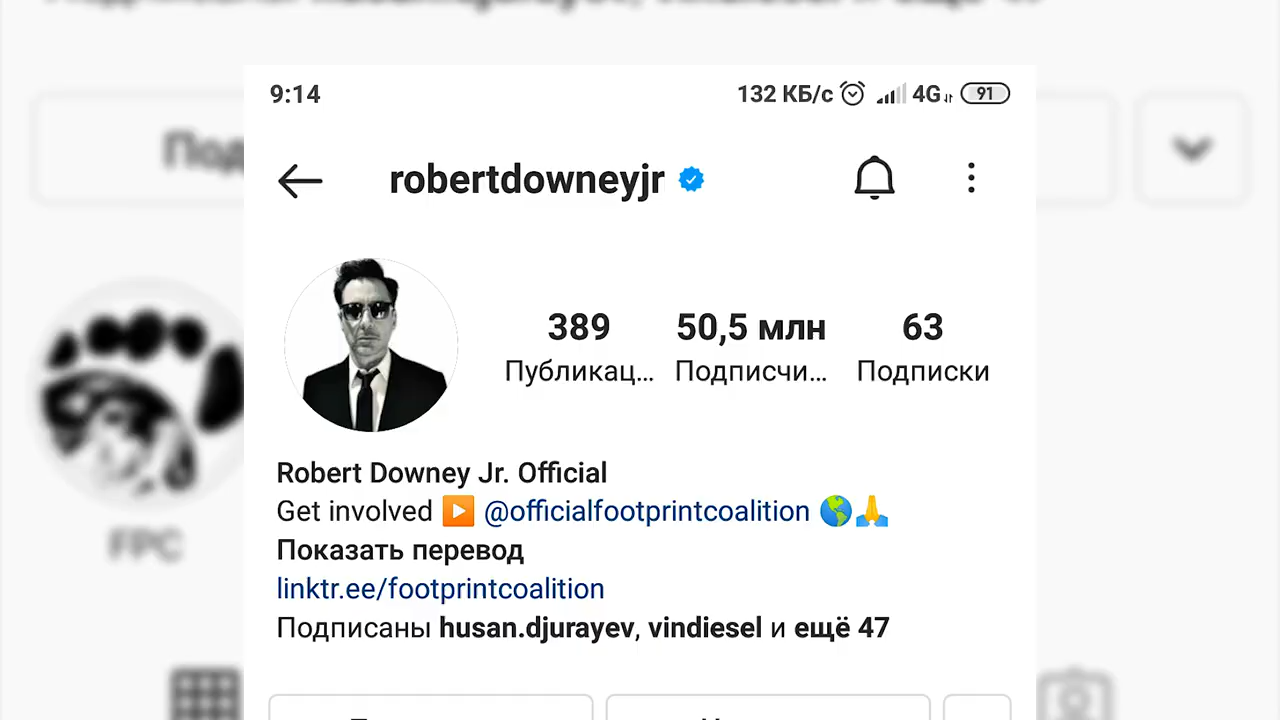 9:14 132 КБ/с 4G 91
robertdowneyjr
389 50,5 млн 63
Публикац... Подписчи... Подписки
Robert Downey Jr. Official
Get involved ▶️ @officialfootprintcoalition 🌎🙏
Показать перевод
linktr.ee/footprintcoalition
Подписаны husan.djurayev, vindiesel и ещё 47
FPC